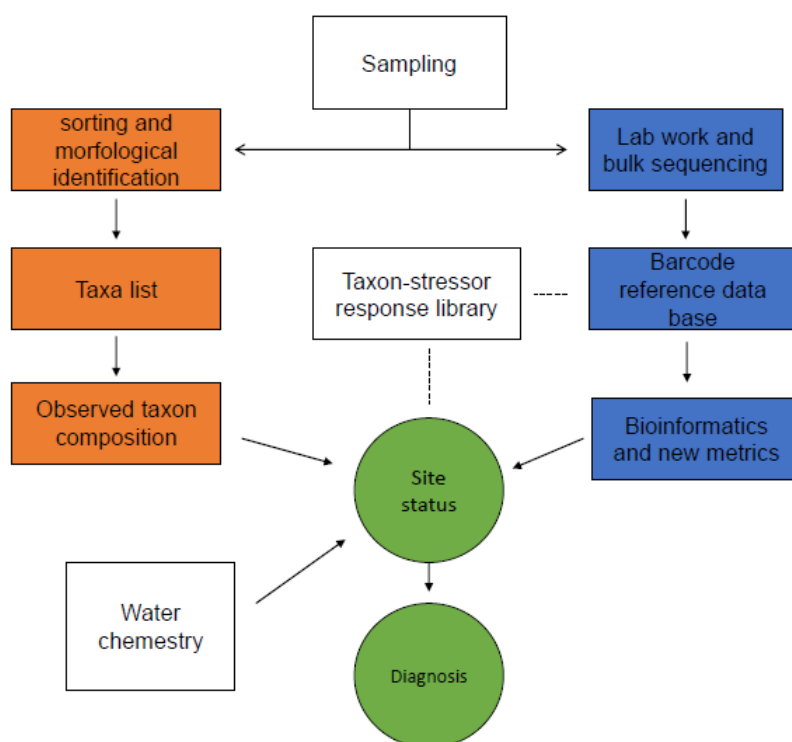 Sampling
sorting and
morfological
identification
Lab work and
bulk sequencing
Taxa list
Taxon-stressor
response library
Barcode
reference data
base
Observed taxon
composition
Bioinformatics
and new metrics
Site
status
Water
chemestry
Diagnosis